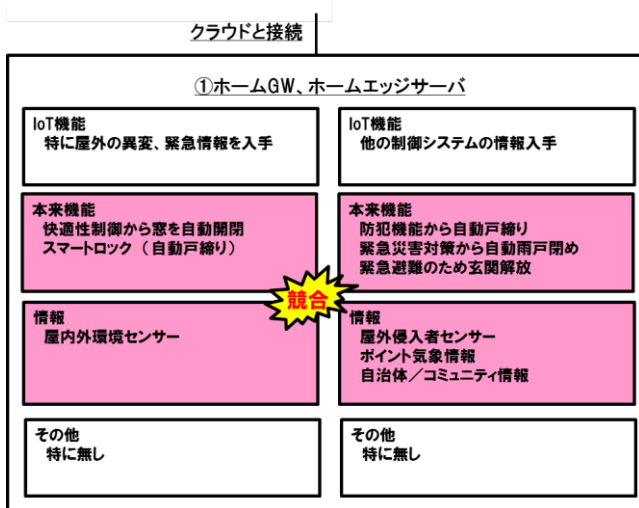 クラウドと接続
①ホームGW、ホームエッジサーバ
IoT機能
特に屋外の異変、緊急情報を入手
IoT機能
他の制御システムの情報入手
本来機能
快適性制御から窓を自動開閉
スマートロック（自動戸締り）
本来機能
防犯機能から自動戸締り
緊急災害対策から自動雨戸閉め
緊急避難のため玄関解放
競合
情報
屋内外環境センサー
情報
屋外侵入者センサー
ポイント気象情報
自治体／コミュニティ情報
その他
特に無し
その他
特に無し